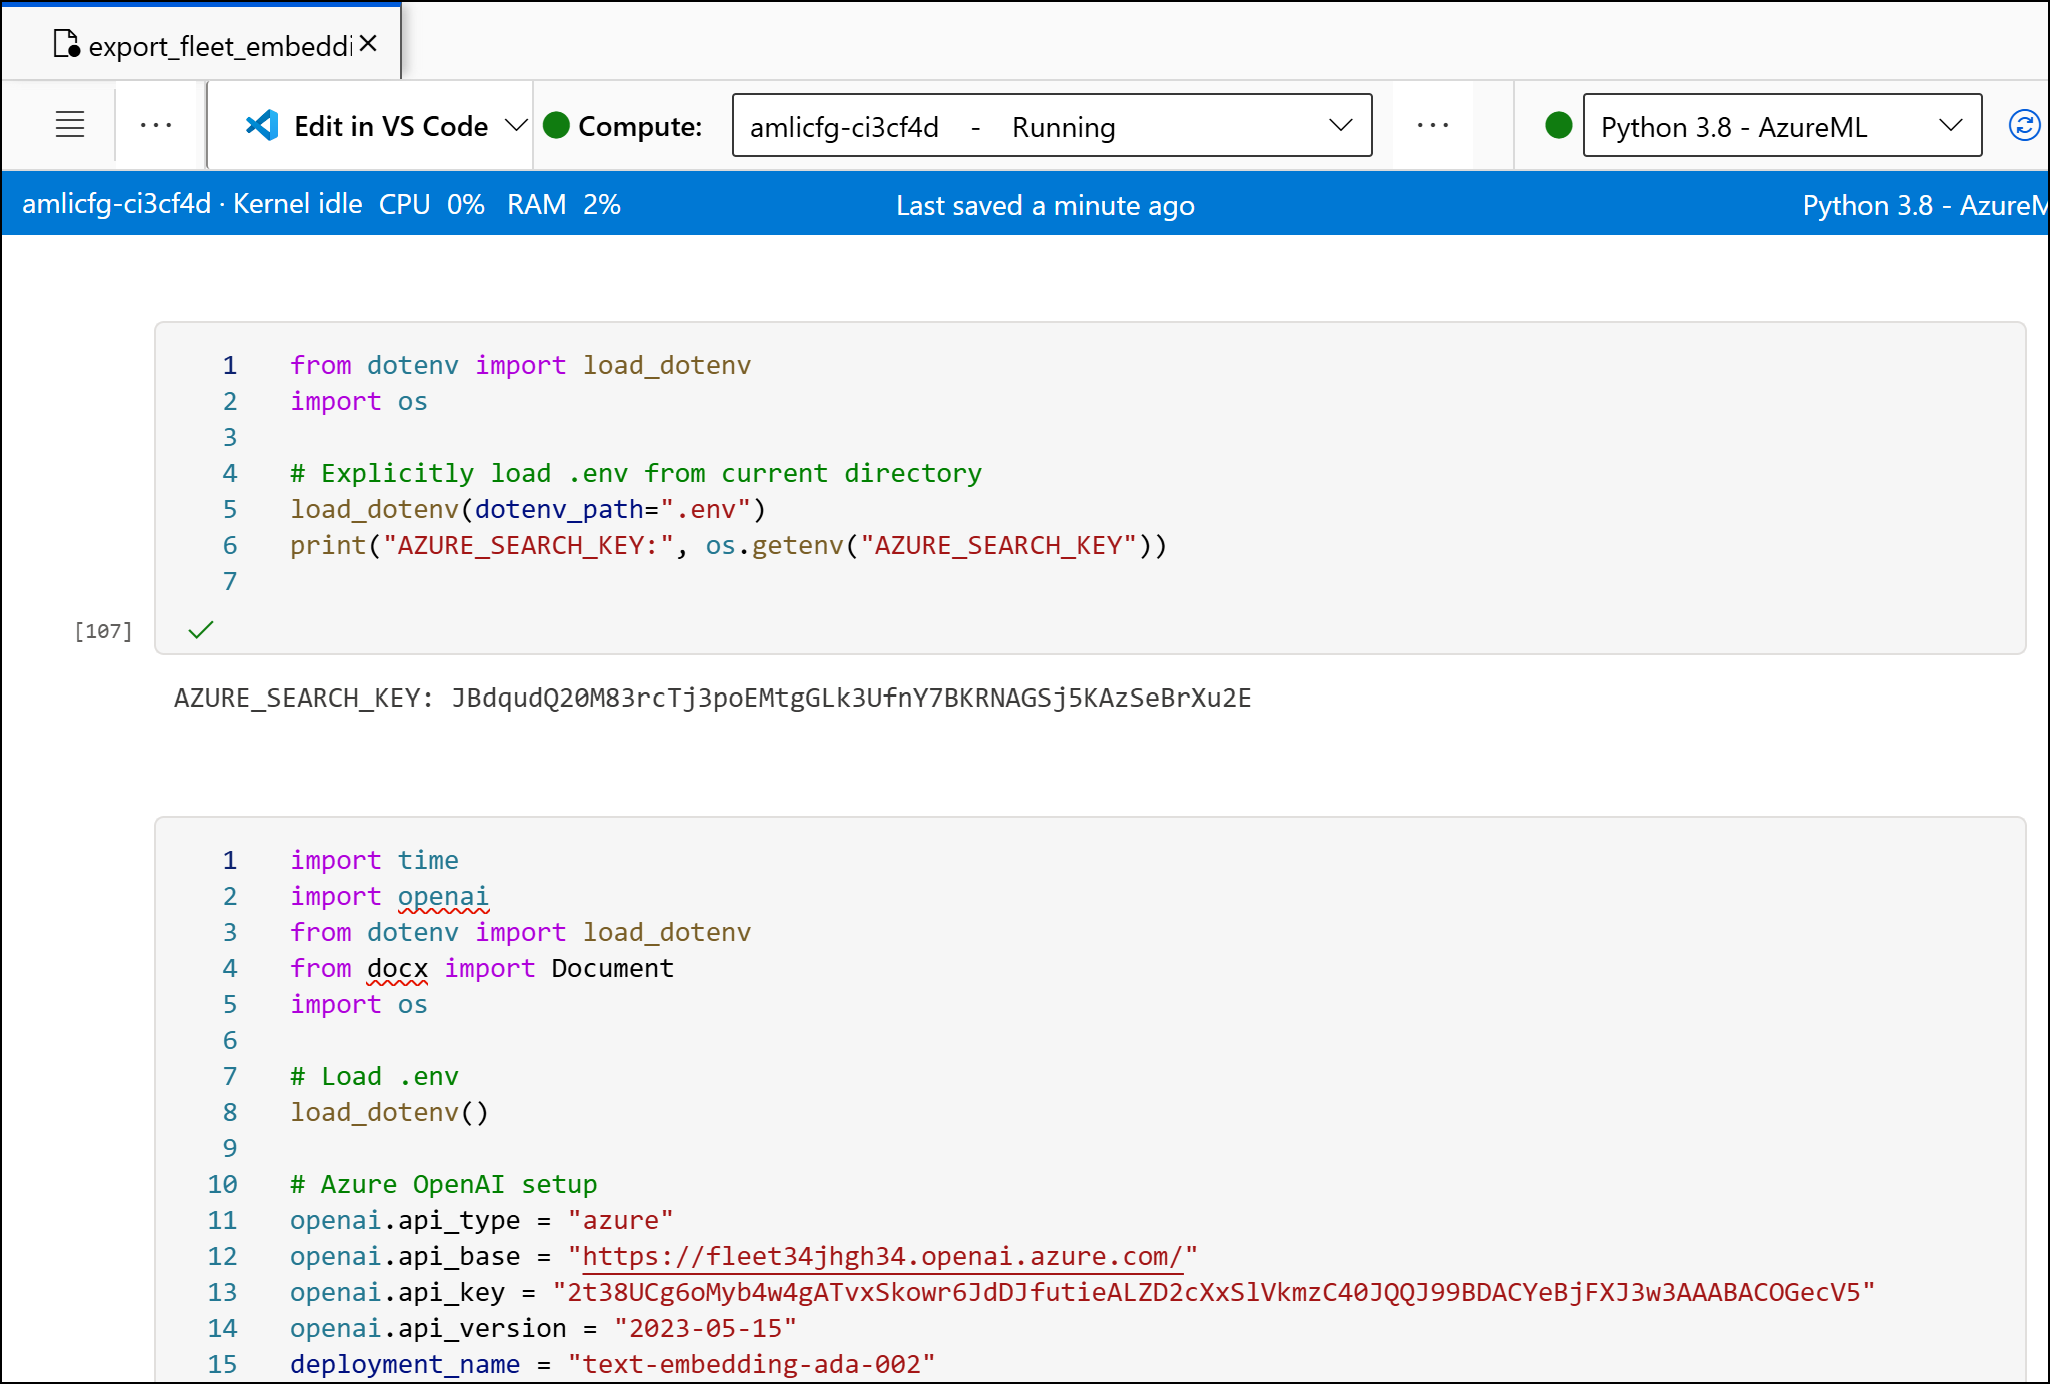 export_fleet_embeddi
Edit in VS Code
Compute:
amlicfg-ci3cf4d - Running
Python 3.8 - AzureML
amlicfg-ci3cf4d · Kernel idle CPU 0% RAM 2%
Last saved a minute ago
Python 3.8 - AzureM
1 from dotenv import load_dotenv
2 import os
3
4 # Explicitly load .env from current directory
5 load_dotenv(dotenv_path=".env")
6 print("AZURE_SEARCH_KEY:", os.getenv("AZURE_SEARCH_KEY"))
7
[107]
AZURE_SEARCH_KEY: JBdqudQ20M83rcTj3poEMtgGLk3UfnY7BKRNAGSj5KAzSeBrXu2E
1 import time
2 import openai
3 from dotenv import load_dotenv
4 from docx import Document
5 import os
6
7 # Load .env
8 load_dotenv()
9
10 # Azure OpenAI setup
11 openai.api_type = "azure"
12 openai.api_base = "https://fleet34jhgh34.openai.azure.com/"
13 openai.api_key = "2t38UCg6oMyb4w4gATvxSkowr6JdDJfutieALZD2cXxSlVkmzC40JQQJ99BDACYeBjFXJ3w3AAABACOGecV5"
14 openai.api_version = "2023-05-15"
15 deployment_name = "text-embedding-ada-002"